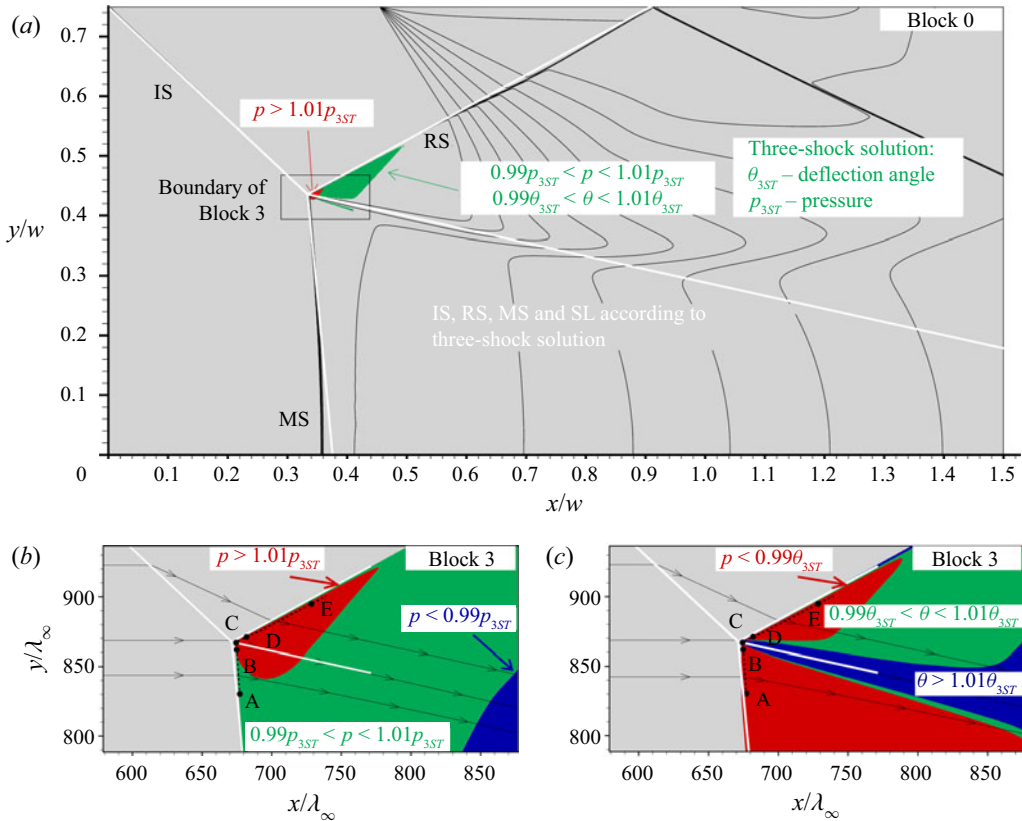 (a)
Block 0
0.7
0.6
0.5
0.4
0.3
0.2
0.1
0
y/w
IS
p > 1.01p3ST
RS
Boundary of
Block 3
0.99p3ST < p < 1.01p3ST
0.99θ3ST < θ < 1.01θ3ST
Three-shock solution:
θ3ST – deflection angle
p3ST – pressure
IS, RS, MS and SL according to
three-shock solution
MS
0.1 0.2 0.3 0.4 0.5 0.6 0.7 0.8 0.9 1.0 1.1 1.2 1.3 1.4 1.5
x/w
(b)
p > 1.01p3ST
Block 3
p < 0.99p3ST
C
E
D
B
A
0.99p3ST < p < 1.01p3ST
900
850
800
y/λ∞
600 650 700 750 800 850
x/λ∞
(c)
p < 0.99θ3ST
Block 3
0.99θ3ST < θ < 1.01θ3ST
C
E
D
B
θ > 1.01θ3ST
A
900
850
800
600 650 700 750 800 850
x/λ∞